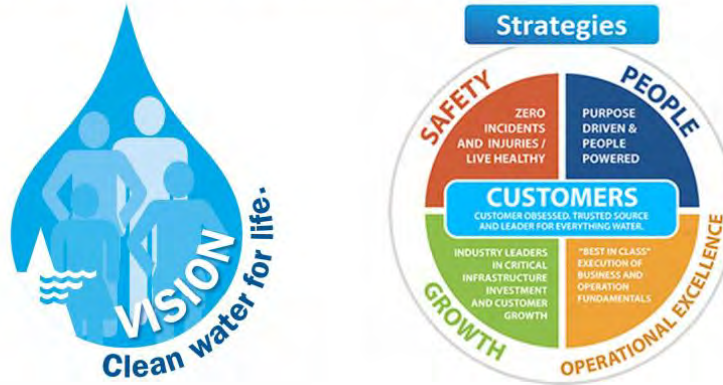 VISION
Clean water for life.
Strategies
SAFETY
ZERO
INCIDENTS
AND INJURIES /
LIVE HEALTHY
PEOPLE
PURPOSE
DRIVEN &
PEOPLE
POWERED
CUSTOMERS
CUSTOMER OBSESSED. TRUSTED SOURCE
AND LEADER FOR EVERYTHING WATER.
GROWTH
INDUSTRY LEADERS
IN CRITICAL
INFRASTRUCTURE
INVESTMENT
AND CUSTOMER
GROWTH
OPERATIONAL EXCELLENCE
"BEST IN CLASS"
EXECUTION OF
BUSINESS AND
OPERATION
FUNDAMENTALS